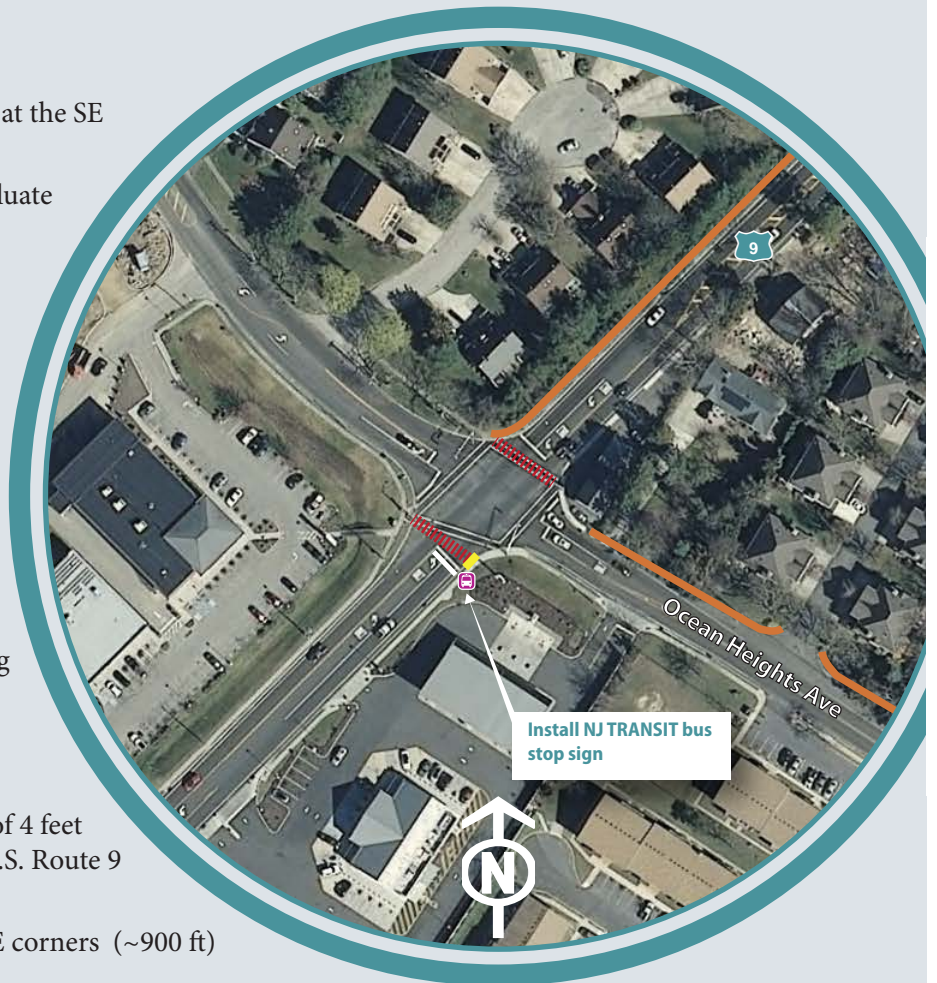 at the SE
luate
9
Ocean Heights Ave
g
Install NJ TRANSIT bus
stop sign
of 4 feet
.S. Route 9
N
E corners (~900 ft)